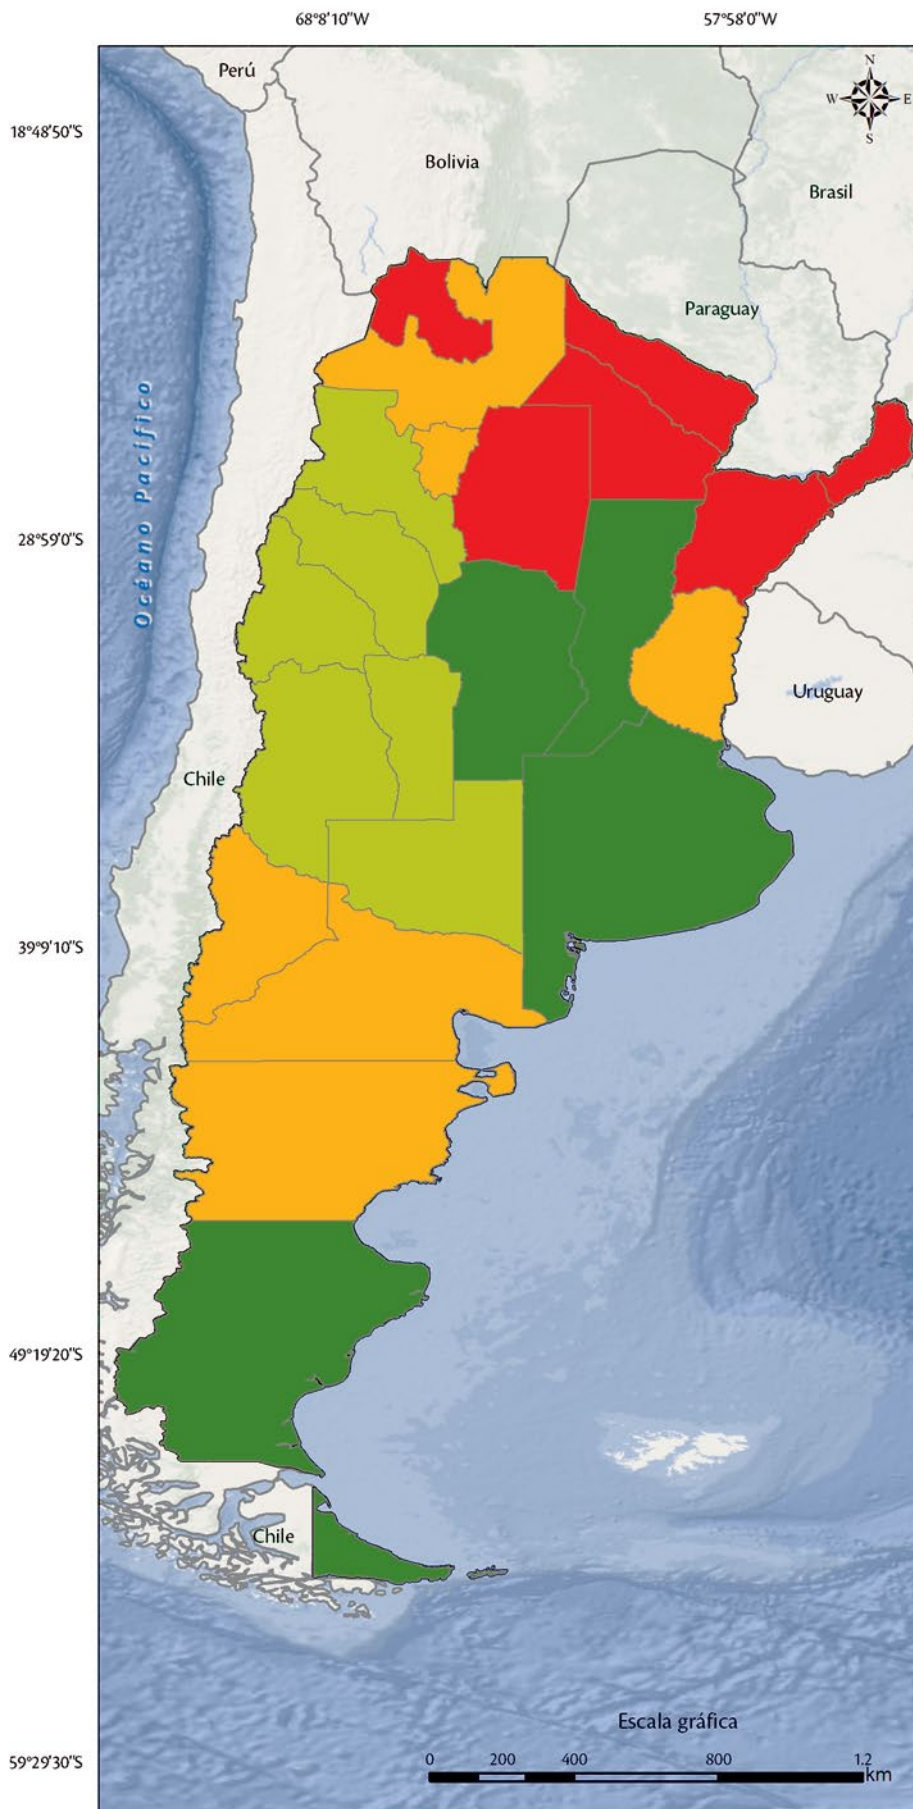 68°8'10"W
57°58'0"W
N
W
E
S
Perú
18°48'50"S
Bolivia
Brasil
Paraguay
Océano Pacífico
28°59'0"S
Uruguay
Chile
39°9'10"S
49°19'20"S
Chile
Escala gráfica
59°29'30"S
0 200 400 800 1.2
km